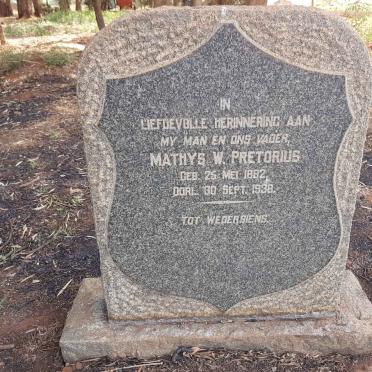 IN
LIEFDEVOLLE HERINNERING AAN
MY MAN EN ONS VADER,
MATHYS W. PRETORIUS
GEB. 25 MEI 1882,
OORL. 30 SEPT. 1938.
TOT WEDERSIENS.